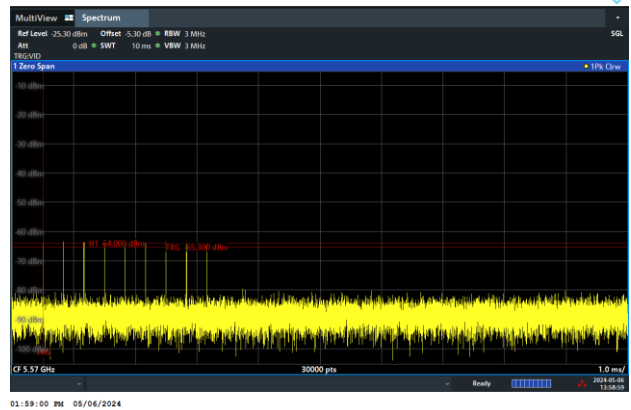 MultiView Spectrum
Ref Level -25.30 dBm Offset -5.30 dB RBW 3 MHz SGL
Att 0 dB SWT 10 ms VBW 3 MHz
TRG:VID
1 Zero Span 1Pk Clrw
-10 dBm
-20 dBm
-30 dBm
-40 dBm
-50 dBm
-60 dBm
H1 -64.000 dBm TRG -65.300 dBm
-70 dBm
-80 dBm
-90 dBm
-100 dBm
TRG
CF 5.57 GHz 30000 pts 1.0 ms/
Ready 2024-05-06
13:58:59
01:59:00 PM 05/06/2024